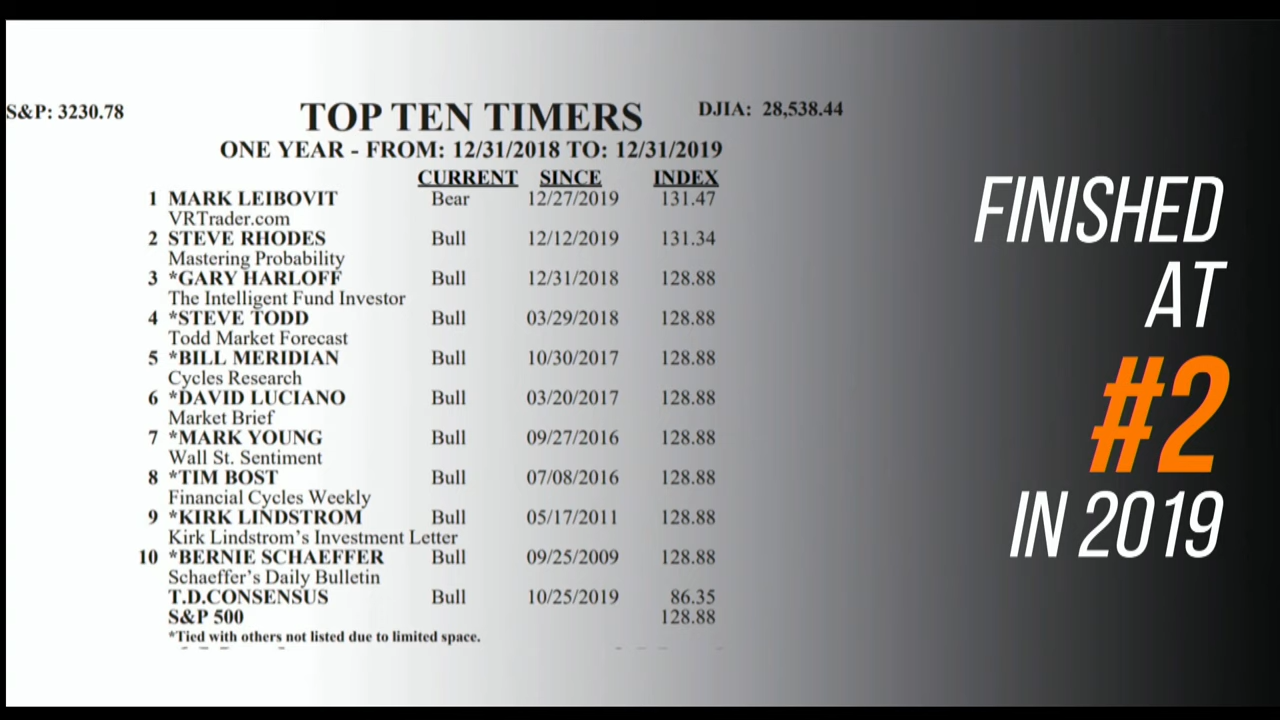 S&P: 3230.78 TOP TEN TIMERS DJIA: 28,538.44
ONE YEAR - FROM: 12/31/2018 TO: 12/31/2019
CURRENT SINCE INDEX
1 MARK LEIBOVIT Bear 12/27/2019 131.47
VRTrader.com
2 STEVE RHODES Bull 12/12/2019 131.34
Mastering Probability
3 *GARY HARLOFF Bull 12/31/2018 128.88
The Intelligent Fund Investor
4 *STEVE TODD Bull 03/29/2018 128.88
Todd Market Forecast
5 *BILL MERIDIAN Bull 10/30/2017 128.88
Cycles Research
6 *DAVID LUCIANO Bull 03/20/2017 128.88
Market Brief
7 *MARK YOUNG Bull 09/27/2016 128.88
Wall St. Sentiment
8 *TIM BOST Bull 07/08/2016 128.88
Financial Cycles Weekly
9 *KIRK LINDSTROM Bull 05/17/2011 128.88
Kirk Lindstrom's Investment Letter
10 *BERNIE SCHAEFFER Bull 09/25/2009 128.88
Schaeffer's Daily Bulletin
T.D.CONSENSUS Bull 10/25/2019 86.35
S&P 500 128.88
*Tied with others not listed due to limited space.
FINISHED
AT
#2
IN 2019